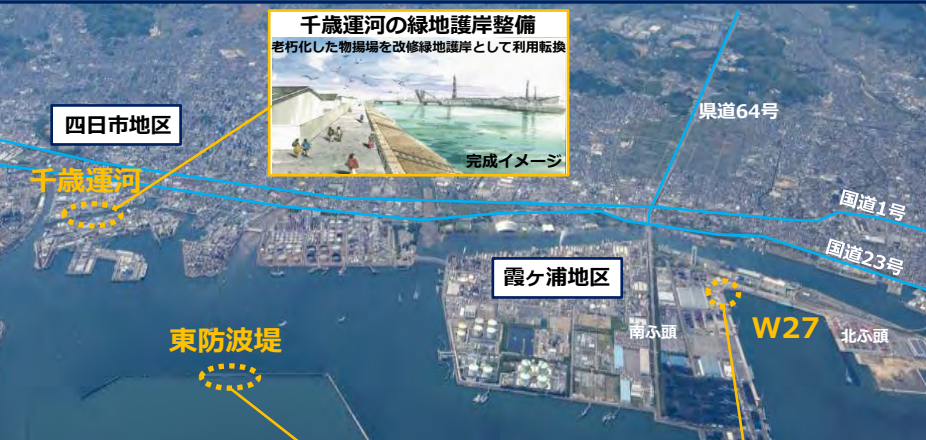 千歳運河の緑地護岸整備
老朽化した物揚場を改修緑地護岸として利用転換
完成イメージ
四日市地区
千歳運河
県道64号
国道1号
国道23号
霞ヶ浦地区
東防波堤
南ふ頭
W27
北ふ頭